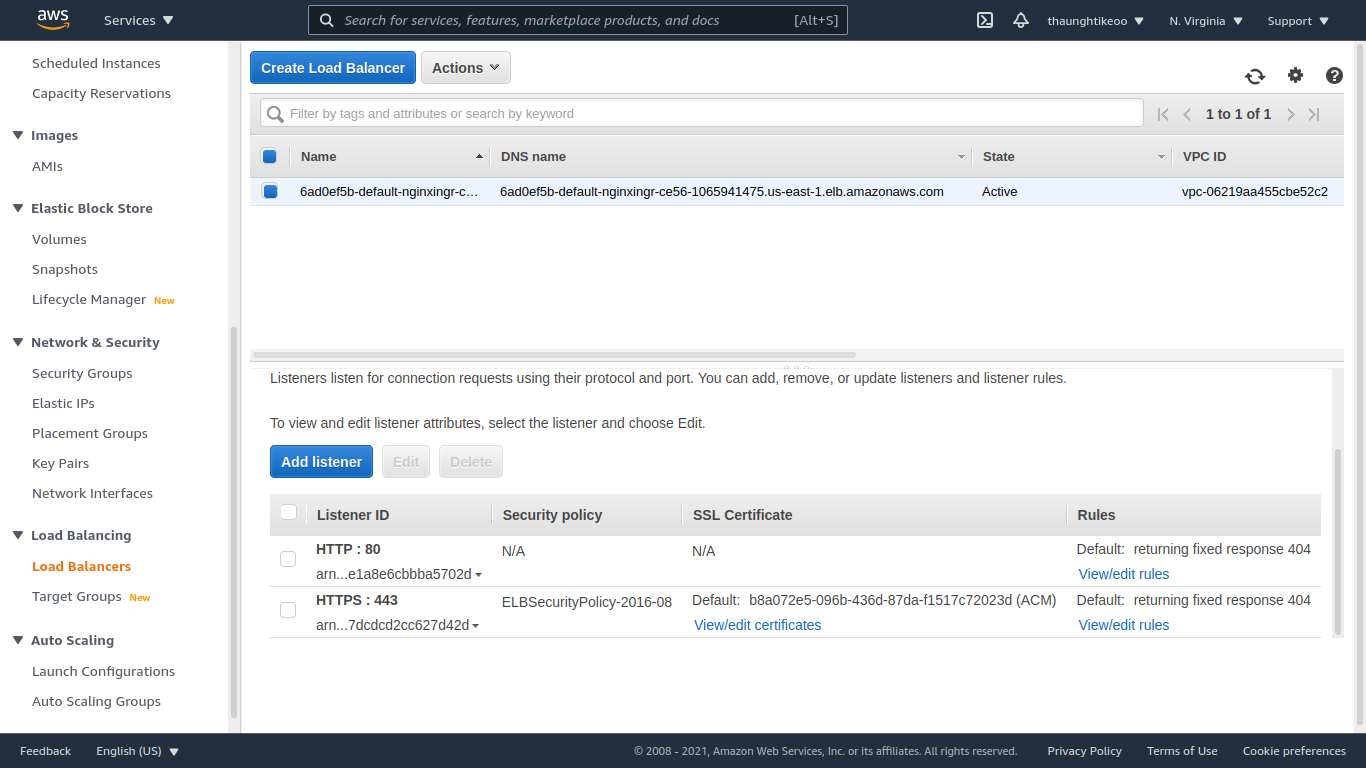 aws
Services
Search for services, features, marketplace products, and docs [Alt+S]
thaunghtikeoo
N. Virginia
Support
Scheduled Instances
Capacity Reservations
Images
AMIs
Elastic Block Store
Volumes
Snapshots
Lifecycle Manager New
Network & Security
Security Groups
Elastic IPs
Placement Groups
Key Pairs
Network Interfaces
Load Balancing
Load Balancers
Target Groups New
Auto Scaling
Launch Configurations
Auto Scaling Groups
Create Load Balancer
Actions
Filter by tags and attributes or search by keyword
1 to 1 of 1
Name DNS name State VPC ID
6ad0ef5b-default-nginxingr-c... 6ad0ef5b-default-nginxingr-ce56-1065941475.us-east-1.elb.amazonaws.com Active vpc-06219aa455cbe52c2
Listeners listen for connection requests using their protocol and port. You can add, remove, or update listeners and listener rules.
To view and edit listener attributes, select the listener and choose Edit.
Add listener Edit Delete
Listener ID Security policy SSL Certificate Rules
HTTP : 80 N/A N/A Default: returning fixed response 404
arn...e1a8e6cbbba5702d View/edit rules
HTTPS : 443 ELBSecurityPolicy-2016-08 Default: b8a072e5-096b-436d-87da-f1517c72023d (ACM) Default: returning fixed response 404
arn...7dcdcd2cc627d42d View/edit certificates View/edit rules
Feedback English (US) © 2008 - 2021, Amazon Web Services, Inc. or its affiliates. All rights reserved. Privacy Policy Terms of Use Cookie preferences